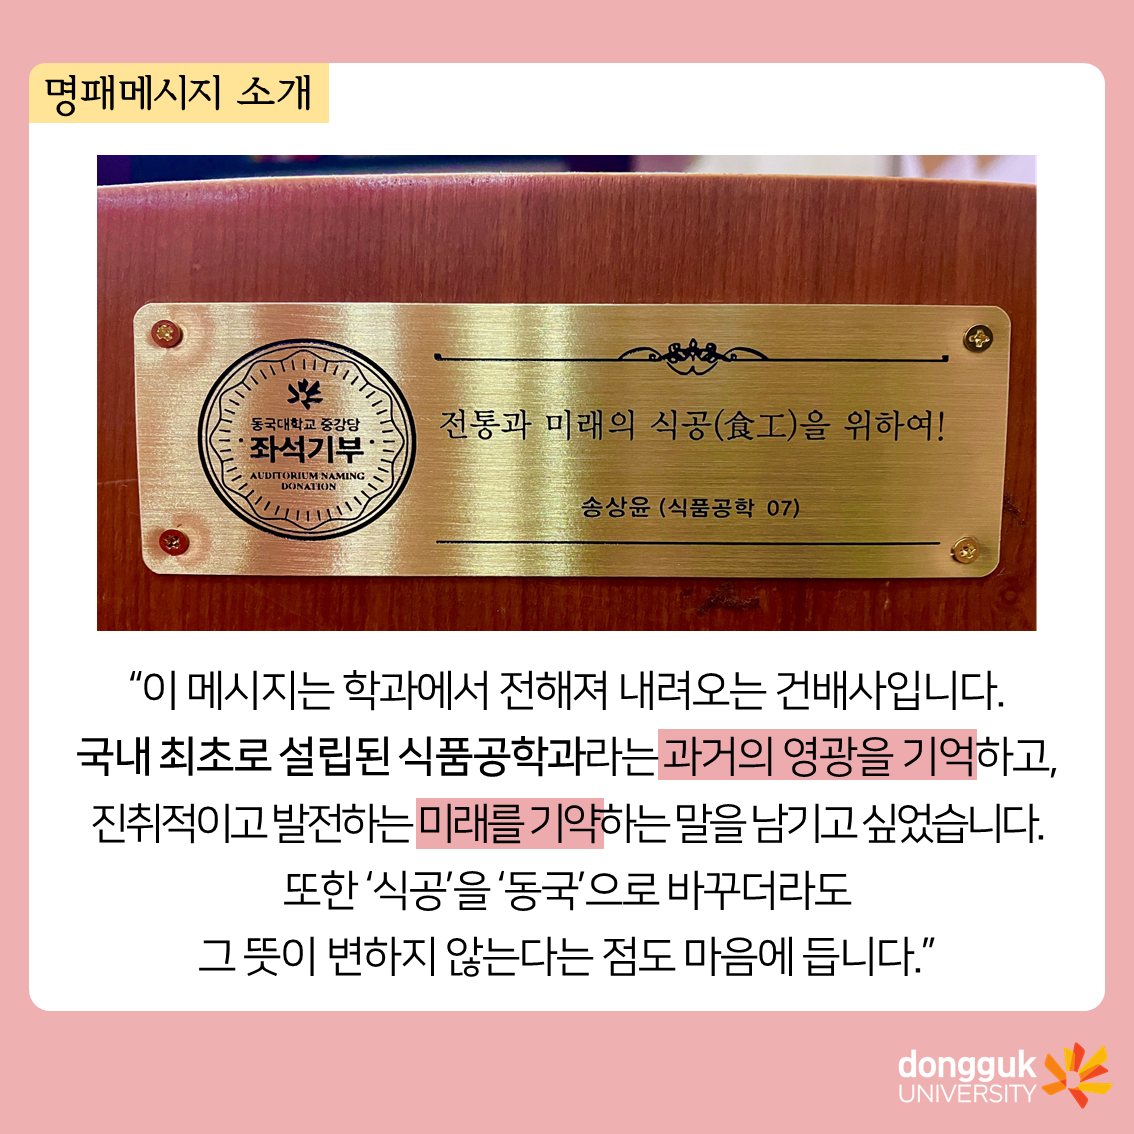 명패메시지 소개
동국대학교 중강당
좌석기부
AUDITORIUM NAMING
DONATION
전통과 미래의 식공(食工)을 위하여!
송상윤 (식품공학 07)
“이 메시지는 학과에서 전해져 내려오는 건배사입니다.
국내 최초로 설립된 식품공학과라는 과거의 영광을 기억하고,
진취적이고 발전하는 미래를 기약하는 말을 남기고 싶었습니다.
또한 ‘식공’을 ‘동국’으로 바꾸더라도
그 뜻이 변하지 않는다는 점도 마음에 듭니다.”
dongguk
UNIVERSITY